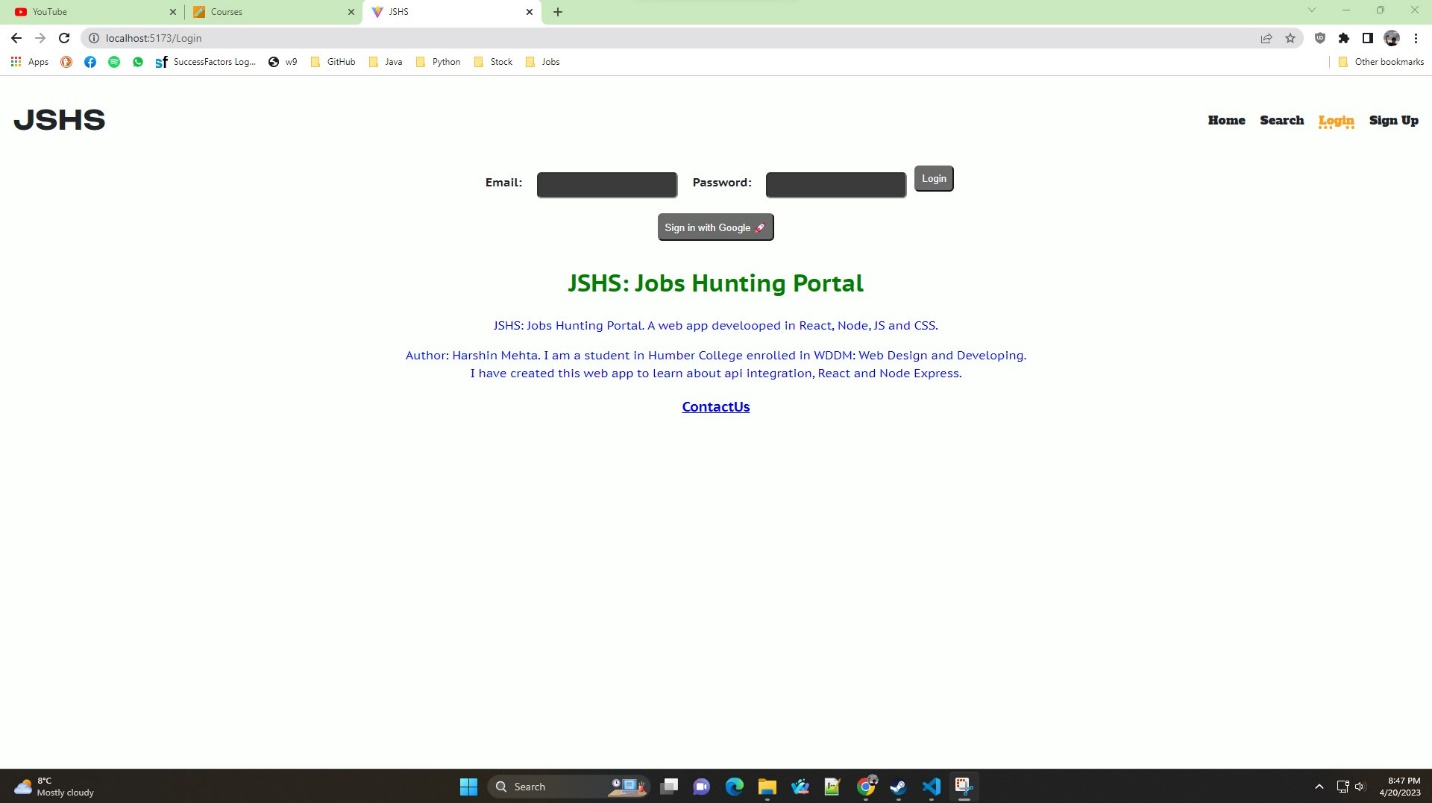 YouTube
Courses
JSHS
localhost:5173/Login
Apps
SuccessFactors Log...
w9
GitHub
Java
Python
Stock
Jobs
Other bookmarks
JSHS
Home
Search
Login
Sign Up
Email:
Password:
Login
Sign in with Google 🚀
JSHS: Jobs Hunting Portal
JSHS: Jobs Hunting Portal. A web app develooped in React, Node, JS and CSS.
Author: Harshin Mehta. I am a student in Humber College enrolled in WDDM: Web Design and Developing.
I have created this web app to learn about api integration, React and Node Express.
ContactUs
8°C
Mostly cloudy
Search
8:47 PM
4/20/2023